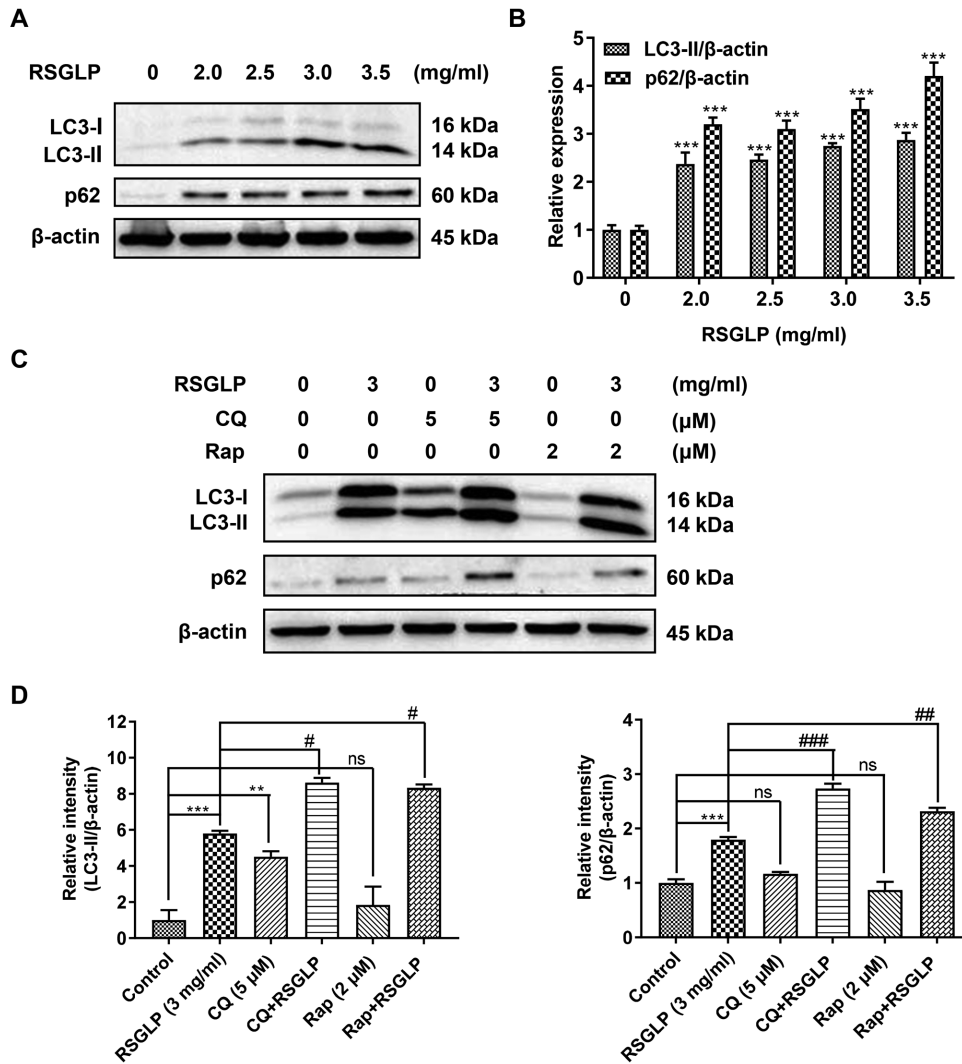 A
RSGLP 0 2.0 2.5 3.0 3.5 (mg/ml)
LC3-I 16 kDa
LC3-II 14 kDa
p62 60 kDa
β-actin 45 kDa
B
LC3-II/β-actin
p62/β-actin
*** *** *** *** *** *** *** ***
Relative expression
5
4
3
2
1
0
0 2.0 2.5 3.0 3.5
RSGLP (mg/ml)
C
RSGLP 0 3 0 3 0 3 (mg/ml)
CQ 0 0 5 5 0 0 (µM)
Rap 0 0 0 0 2 2 (µM)
LC3-I 16 kDa
LC3-II 14 kDa
p62 60 kDa
β-actin 45 kDa
D
Relative intensity
(LC3-II/β-actin)
12
10
8
6
4
2
0
#
#
ns
**
***
Control
RSGLP (3 mg/ml)
CQ (5 µM)
CQ+RSGLP
Rap (2 µM)
Rap+RSGLP
Relative intensity
(p62/β-actin)
4
3
2
1
0
##
###
ns
ns
***
Control
RSGLP (3 mg/ml)
CQ (5 µM)
CQ+RSGLP
Rap (2 µM)
Rap+RSGLP